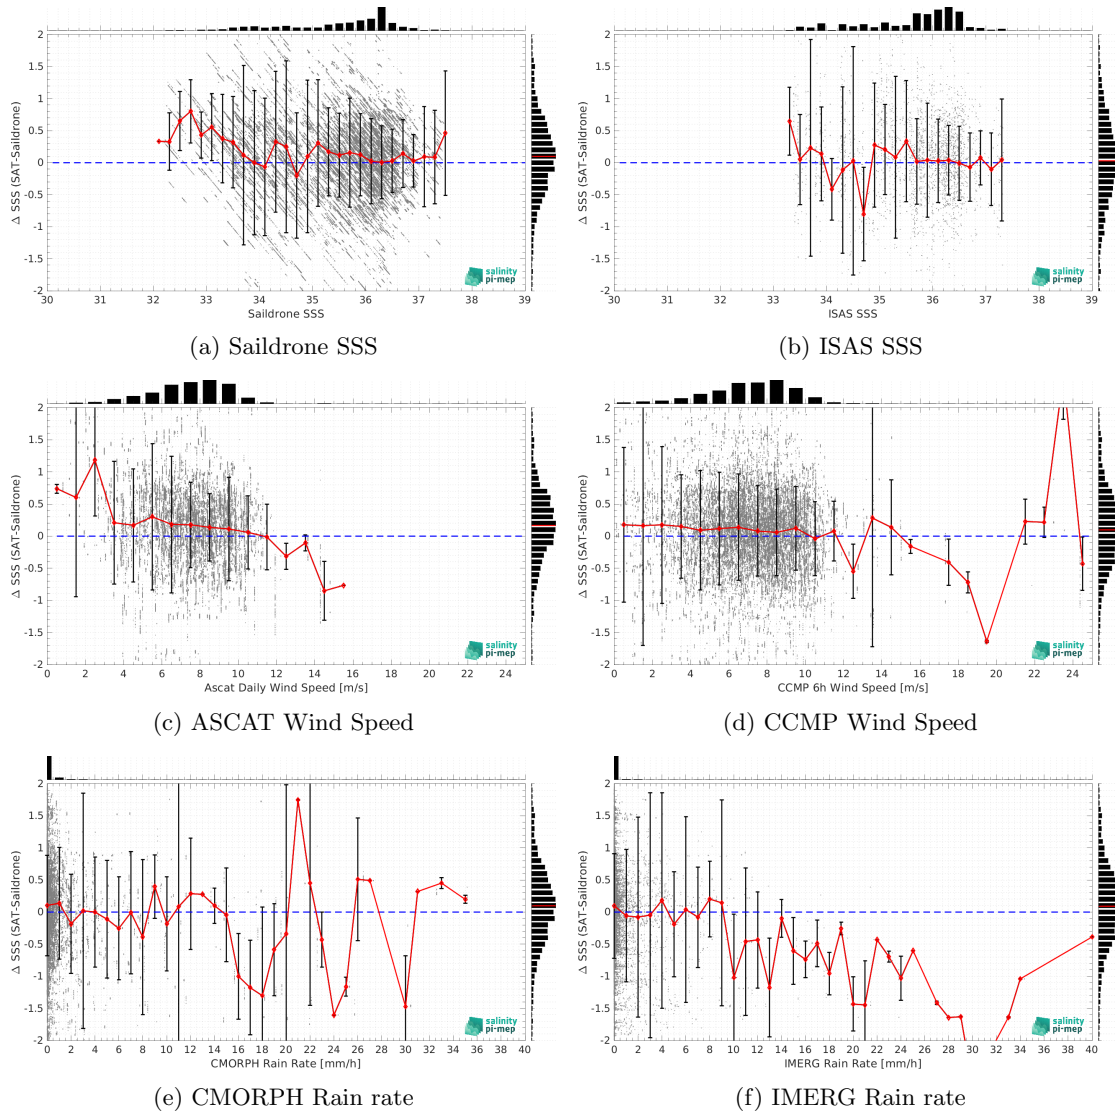 2
1.5
1
0.5
0
-0.5
-1
-1.5
-2
Δ SSS (SAT-Saildrone)
salinity
pi-mep
30 31 32 33 34 35 36 37 38 39
Saildrone SSS
(a) Saildrone SSS
2
1.5
1
0.5
0
-0.5
-1
-1.5
-2
Δ SSS (SAT-Saildrone)
salinity
pi-mep
30 31 32 33 34 35 36 37 38 39
ISAS SSS
(b) ISAS SSS
2
1.5
1
0.5
0
-0.5
-1
-1.5
-2
Δ SSS (SAT-Saildrone)
salinity
pi-mep
0 2 4 6 8 10 12 14 16 18 20 22 24
Ascat Daily Wind Speed [m/s]
(c) ASCAT Wind Speed
2
1.5
1
0.5
0
-0.5
-1
-1.5
-2
Δ SSS (SAT-Saildrone)
salinity
pi-mep
0 2 4 6 8 10 12 14 16 18 20 22 24
CCMP 6h Wind Speed [m/s]
(d) CCMP Wind Speed
2
1.5
1
0.5
0
-0.5
-1
-1.5
-2
Δ SSS (SAT-Saildrone)
salinity
pi-mep
0 2 4 6 8 10 12 14 16 18 20 22 24 26 28 30 32 34 36 38 40
CMORPH Rain Rate [mm/h]
(e) CMORPH Rain rate
2
1.5
1
0.5
0
-0.5
-1
-1.5
-2
Δ SSS (SAT-Saildrone)
salinity
pi-mep
0 2 4 6 8 10 12 14 16 18 20 22 24 26 28 30 32 34 36 38 40
IMERG Rain Rate [mm/h]
(f) IMERG Rain rate